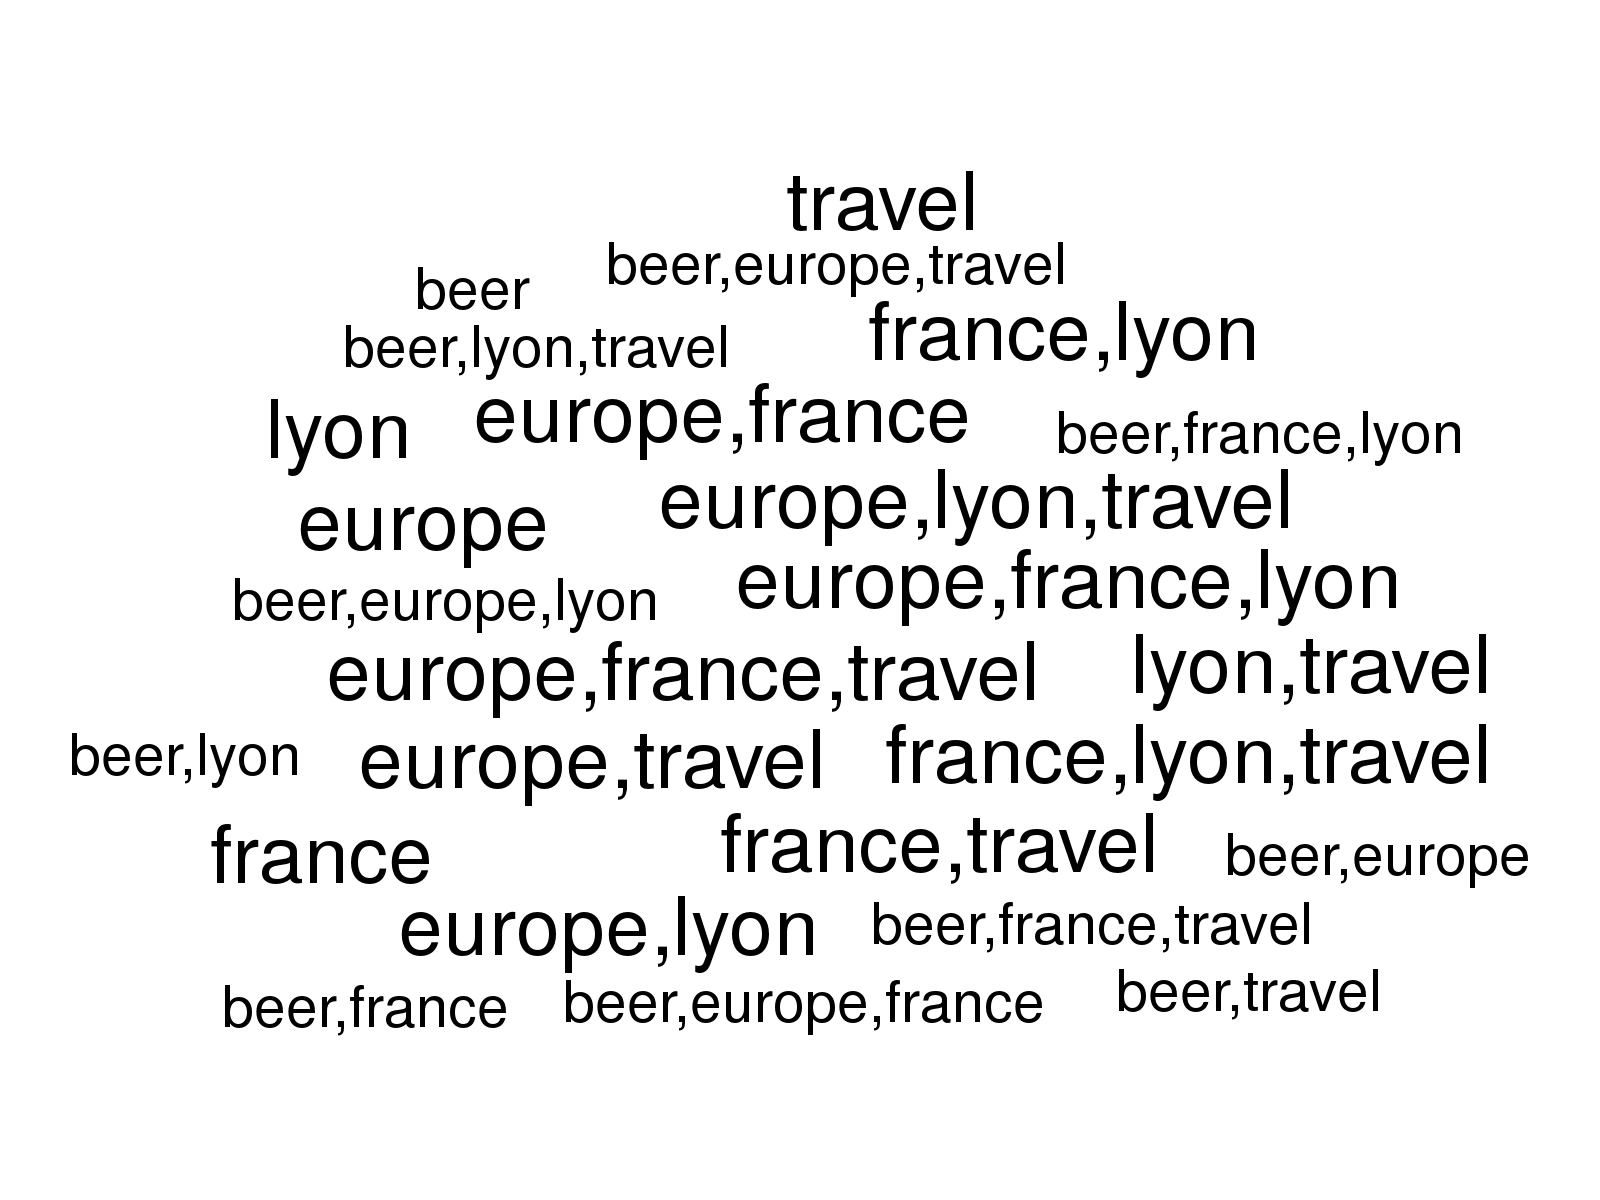 travel
beer,europe,travel
beer
france,lyon
beer,lyon,travel
europe,france
lyon
beer,france,lyon
europe,lyon,travel
europe
europe,france,lyon
beer,europe,lyon
lyon,travel
europe,france,travel
france,lyon,travel
beer,lyon
europe,travel
france,travel
france
beer,europe
europe,lyon
beer,france,travel
beer,travel
beer,europe,france
beer,france